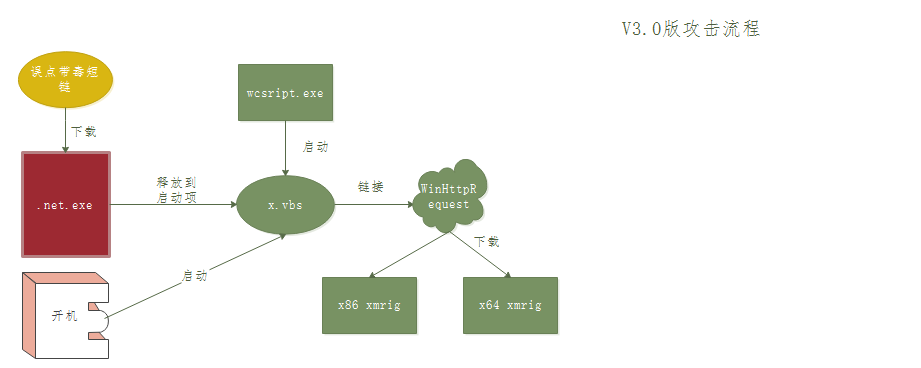 V3.0版攻击流程
误点带毒短
链
wcsript.exe
下载
启动
.net.exe
释放到
启动项
x.vbs
链接
WinHttpR
equest
启动
下载
开机
x86 xmrig
x64 xmrig